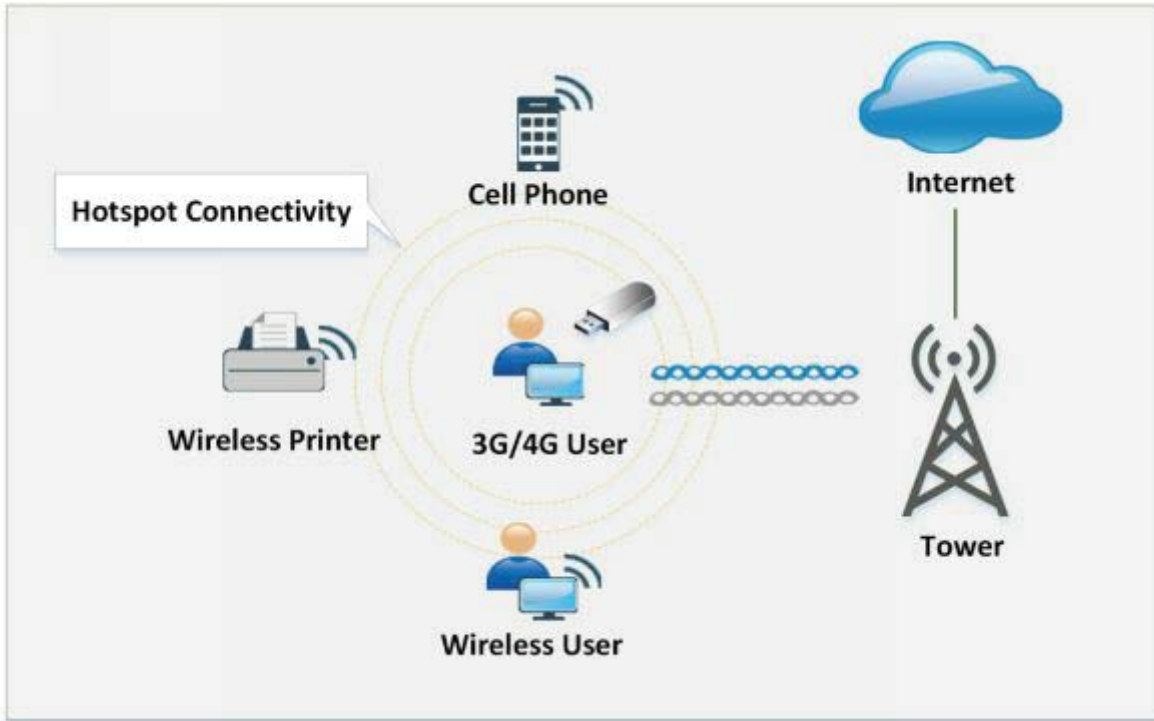 Cell Phone
Internet
Hotspot Connectivity
Wireless Printer
3G/4G User
Tower
Wireless User